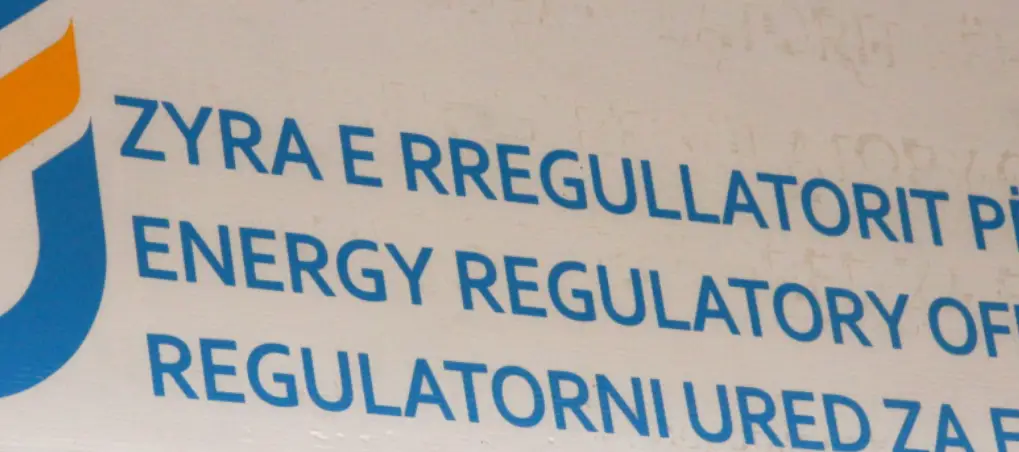 ZYRA E RREGULLATORIT
ENERGY REGULATORY
REGULATORNI URED ZA